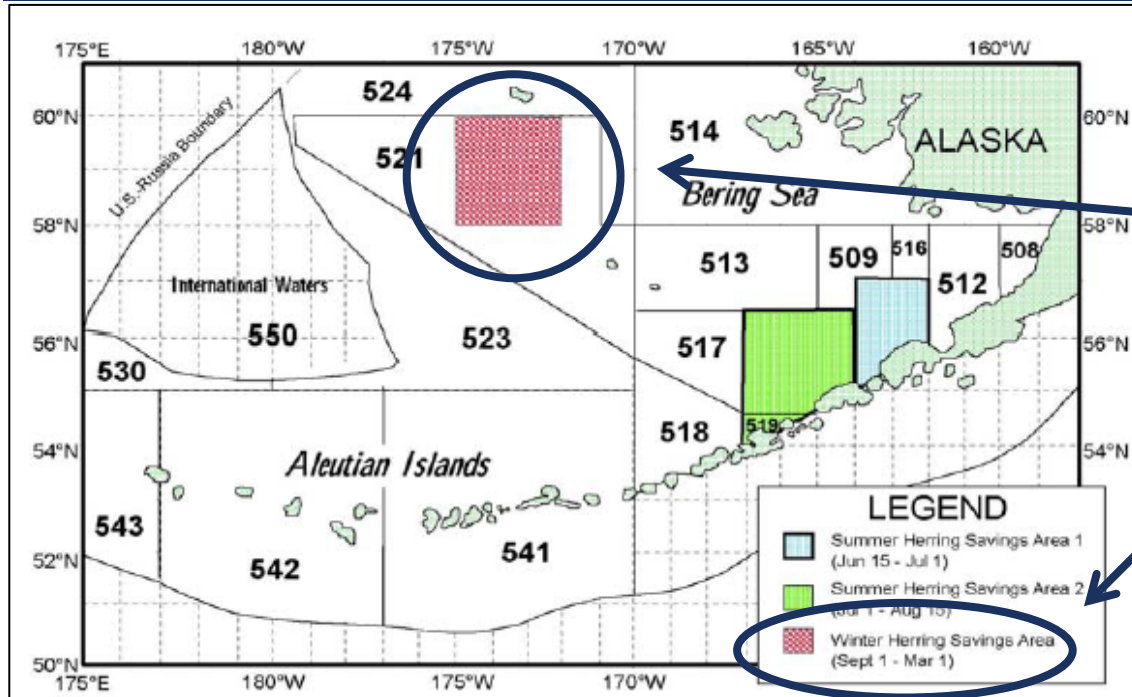 175°E 180°W 175°W 170°W 165°W 160°W
60°N 524 514 ALASKA 60°N
U.S.-Russia Boundary
521
Bering Sea
58°N 58°N
513 509 516 508
512
International Waters
550 523 517
56°N 56°N
530
518 519
54°N 54°N
Aleutian Islands
543 542 541
52°N 52°N
LEGEND
Summer Herring Savings Area 1
(Jun 15 - Jul 1)
Summer Herring Savings Area 2
(Jul 1 - Aug 15)
Winter Herring Savings Area
(Sept 1 - Mar 1)
50°N 50°N
175°E 180°W 175°W 170°W 165°W 160°W